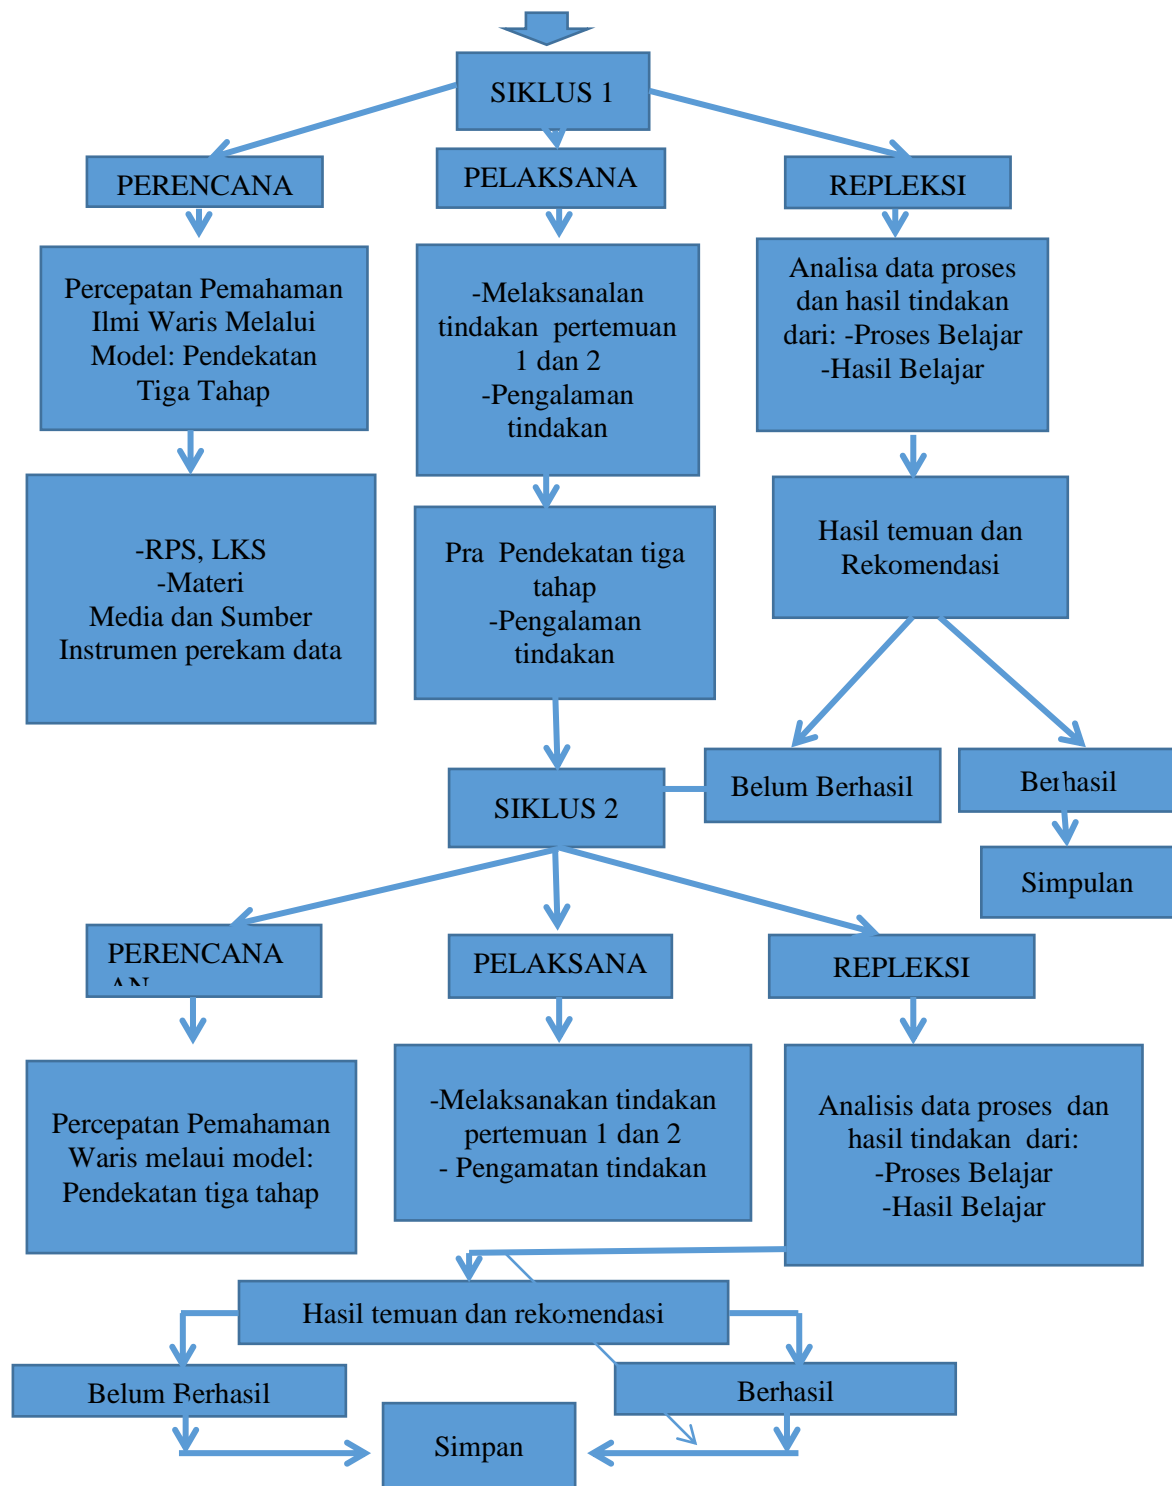 SIKLUS 1
PERENCANA
PELAKSANA
REPLEKSI
Percepatan Pemahaman
Ilmi Waris Melalui
Model: Pendekatan
Tiga Tahap
-Melaksanalan
tindakan pertemuan
1 dan 2
-Pengalaman
tindakan
Analisa data proses
dan hasil tindakan
dari: -Proses Belajar
-Hasil Belajar
-RPS, LKS
-Materi
Media dan Sumber
Instrumen perekam data
Pra Pendekatan tiga
tahap
-Pengalaman
tindakan
Hasil temuan dan
Rekomendasi
Belum Berhasil
Berhasil
SIKLUS 2
Simpulan
PERENCANA
AN
PELAKSANA
REPLEKSI
Percepatan Pemahaman
Waris melaui model:
Pendekatan tiga tahap
-Melaksanakan tindakan
pertemuan 1 dan 2
- Pengamatan tindakan
Analisis data proses dan
hasil tindakan dari:
-Proses Belajar
-Hasil Belajar
Hasil temuan dan rekomendasi
Belum Berhasil
Berhasil
Simpan